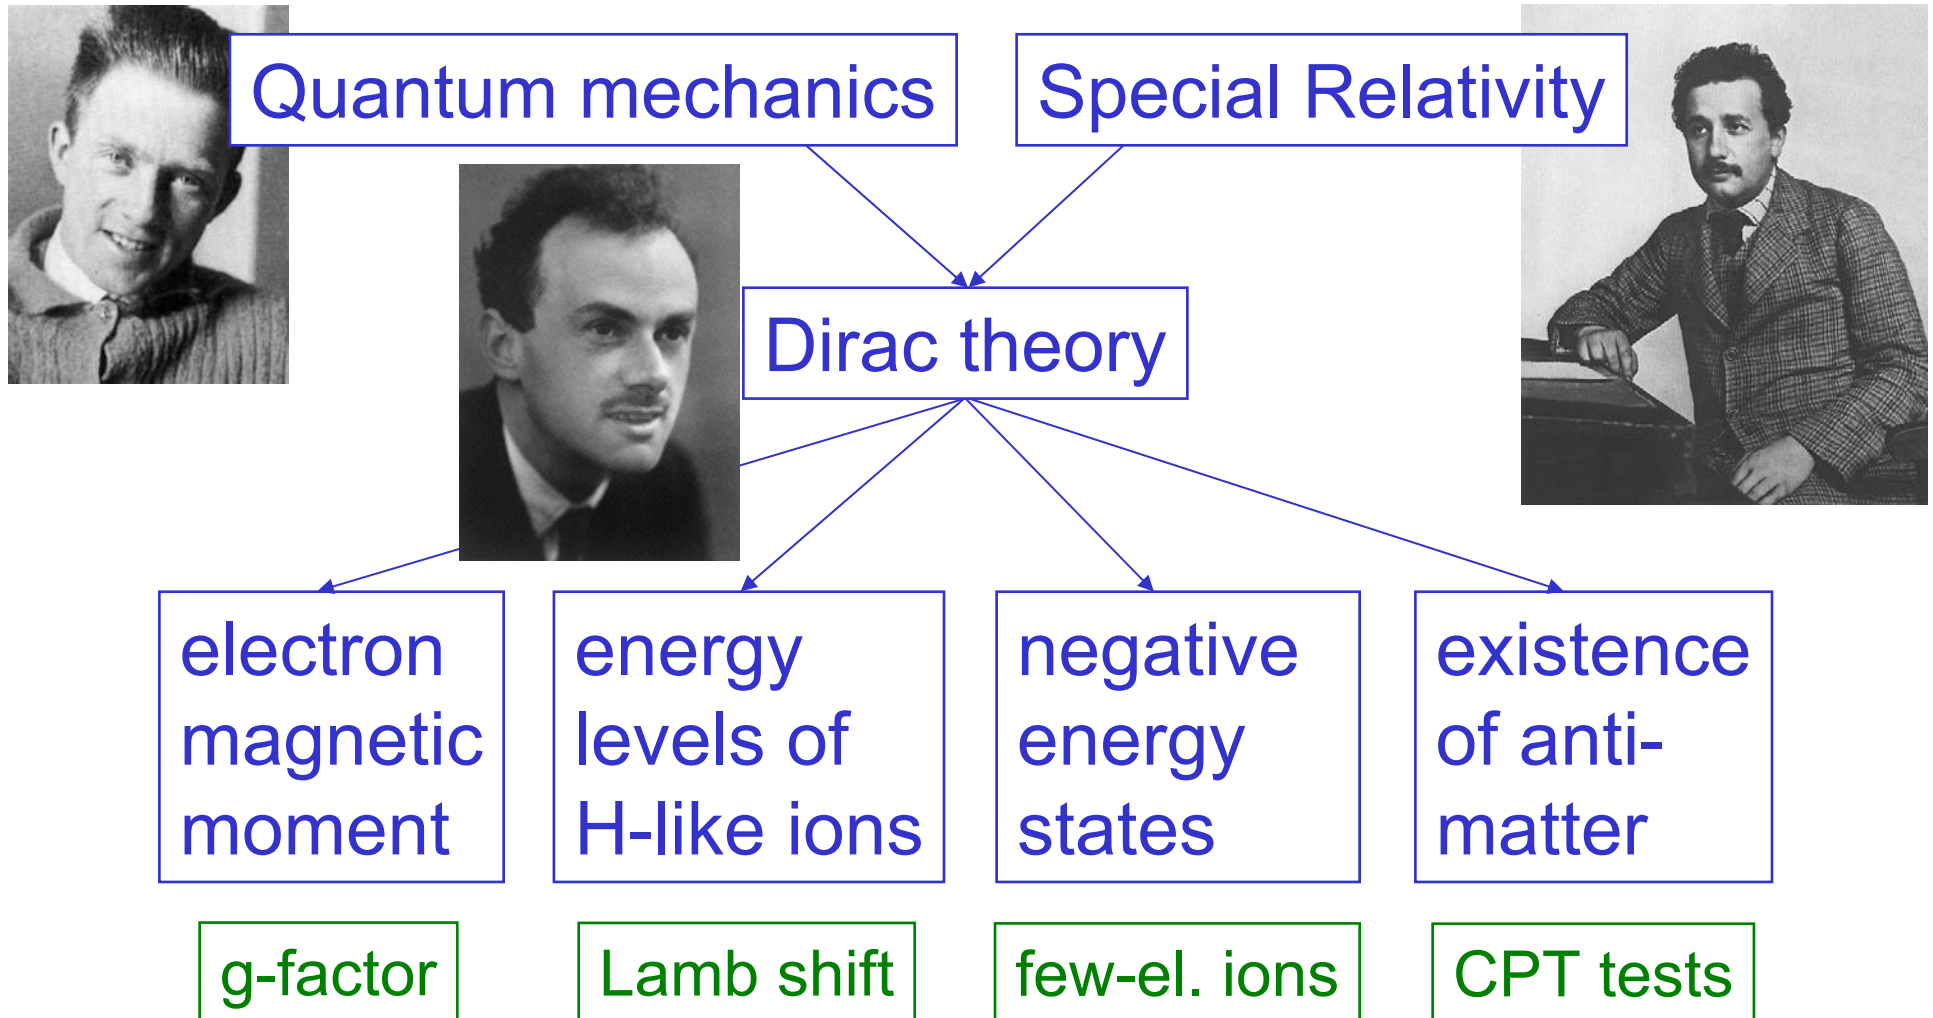 Quantum mechanics
Special Relativity
Dirac theory
electron
magnetic
moment
energy
levels of
H-like ions
negative
energy
states
existence
of anti-
matter
g-factor
Lamb shift
few-el. ions
CPT tests